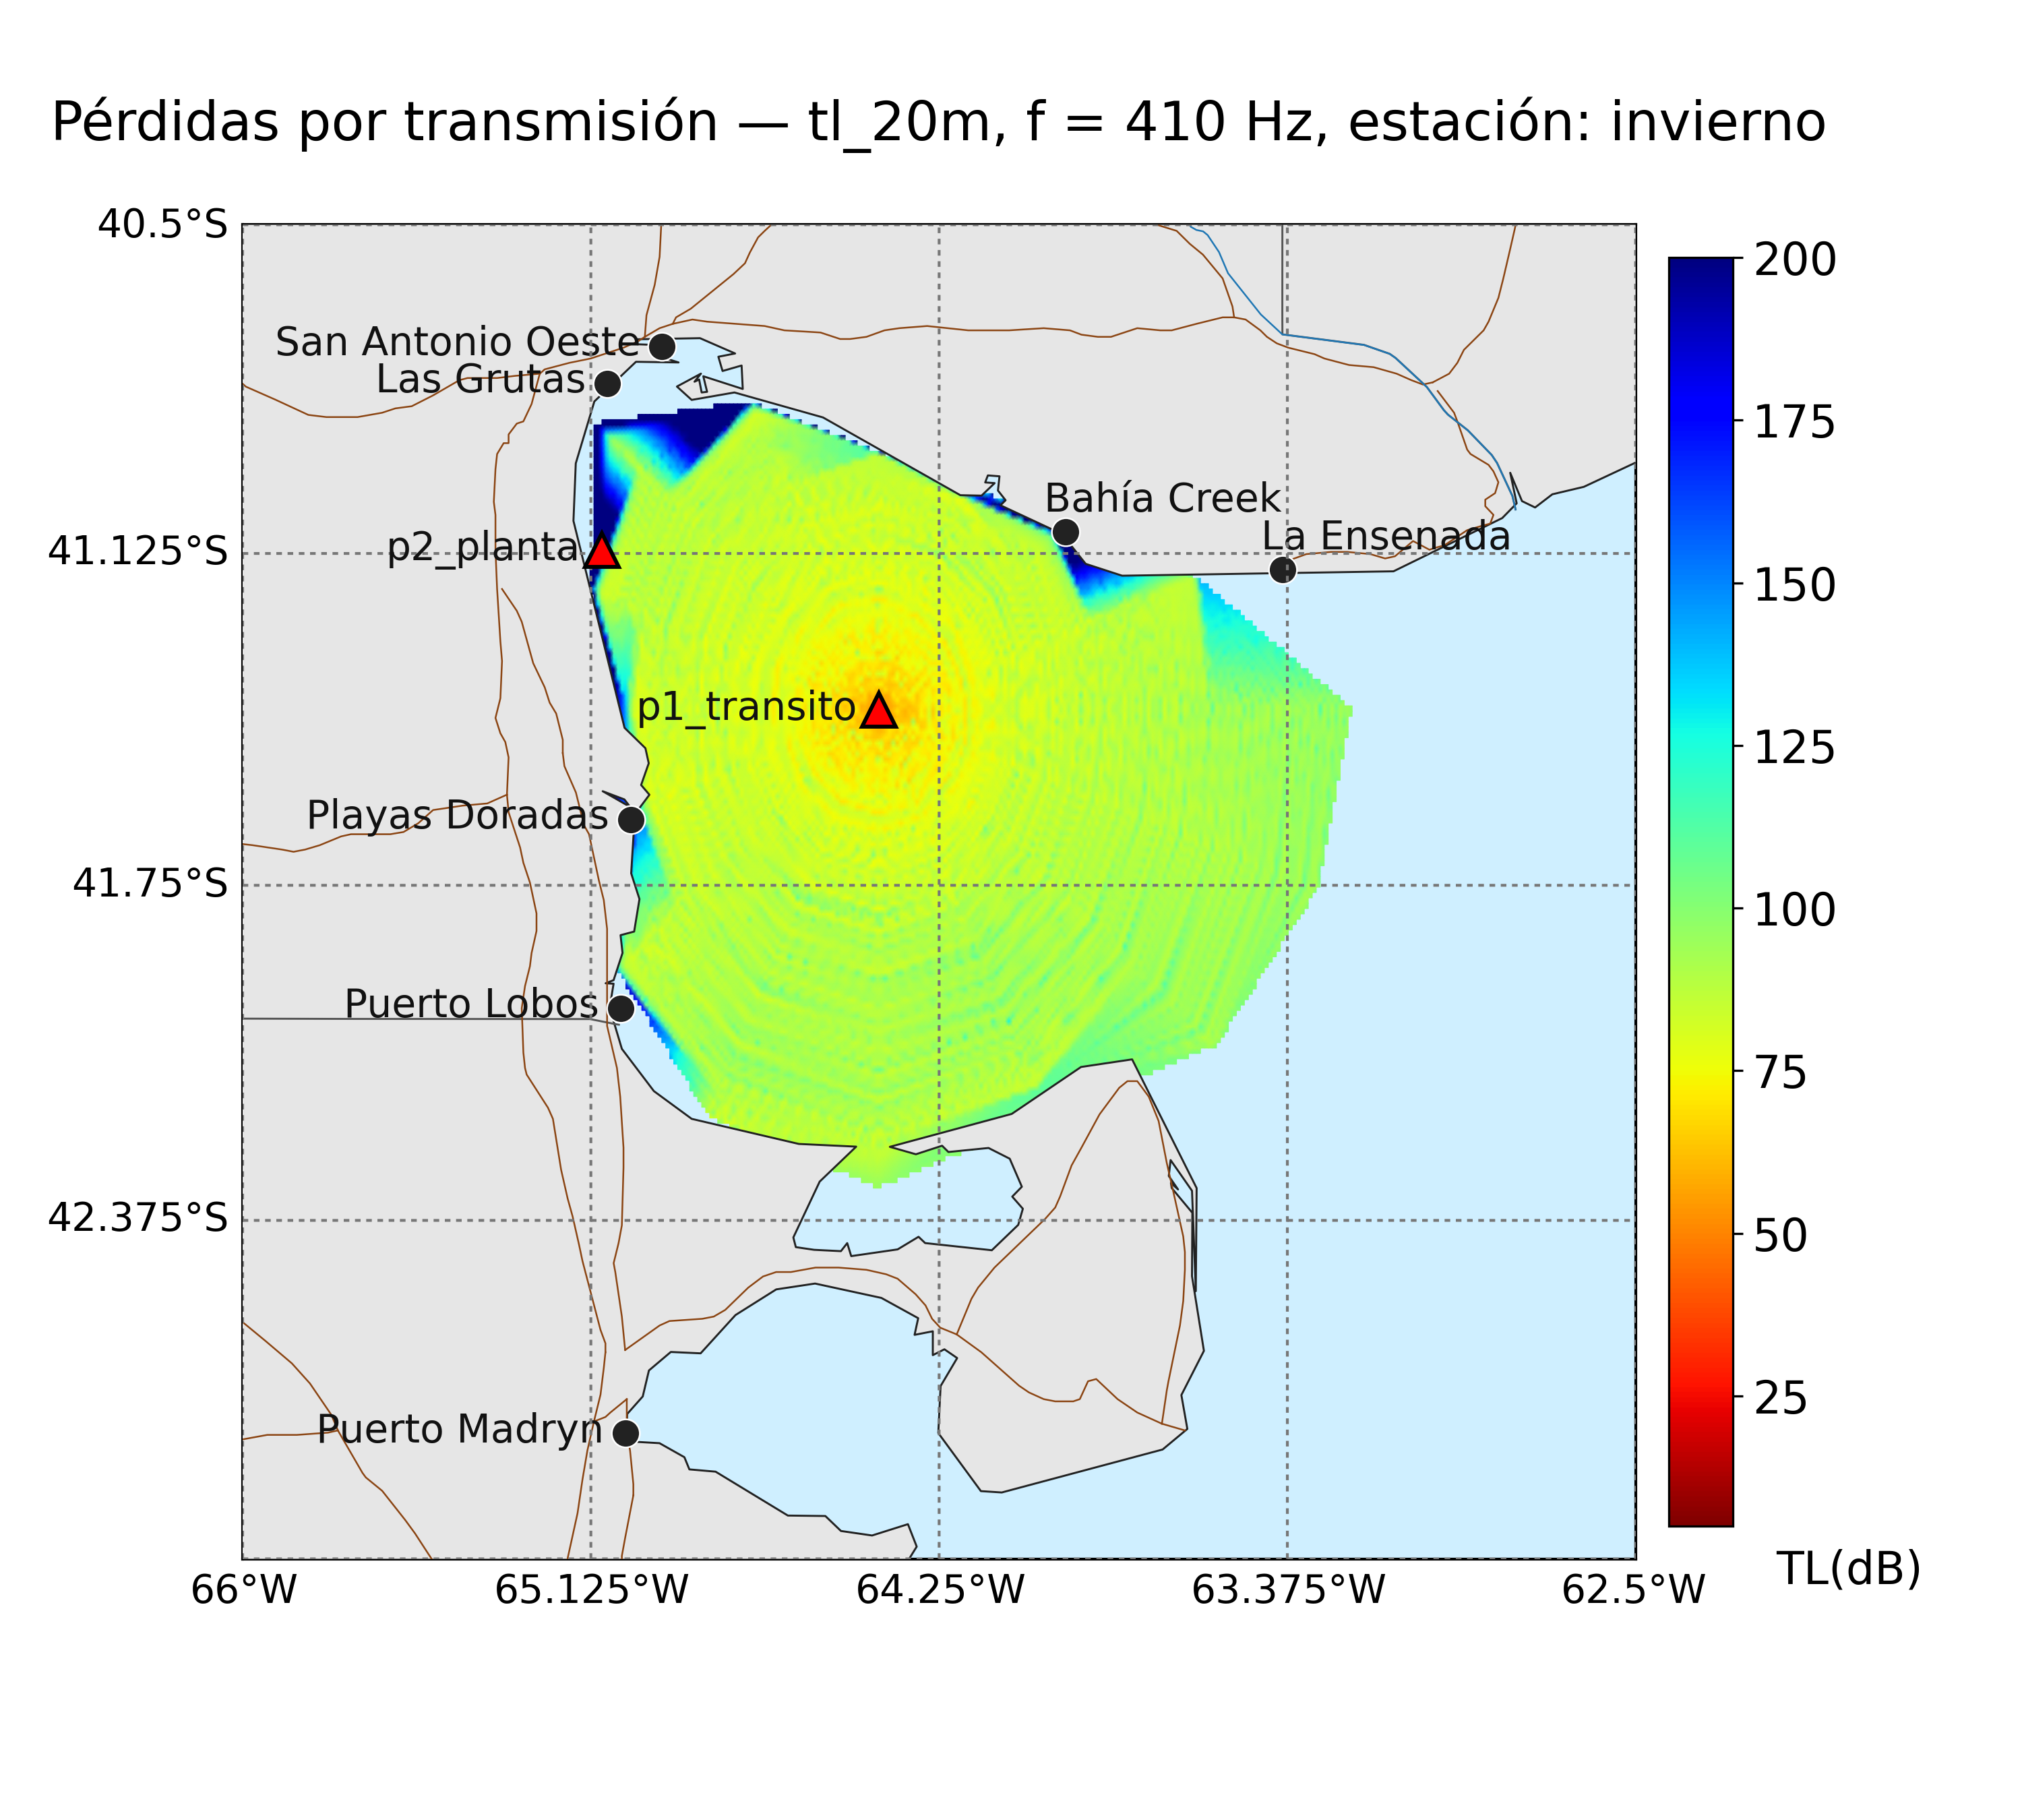 Pérdidas por transmisión — tl_20m, f = 410 Hz, estación: invierno
40.5°S
200
San Antonio Oeste
Las Grutas
175
Bahía Creek
La Ensenada
p2_planta
41.125°S
150
p1_transito
125
Playas Doradas
41.75°S
100
Puerto Lobos
75
42.375°S
50
25
Puerto Madryn
TL(dB)
66°W
65.125°W
64.25°W
63.375°W
62.5°W